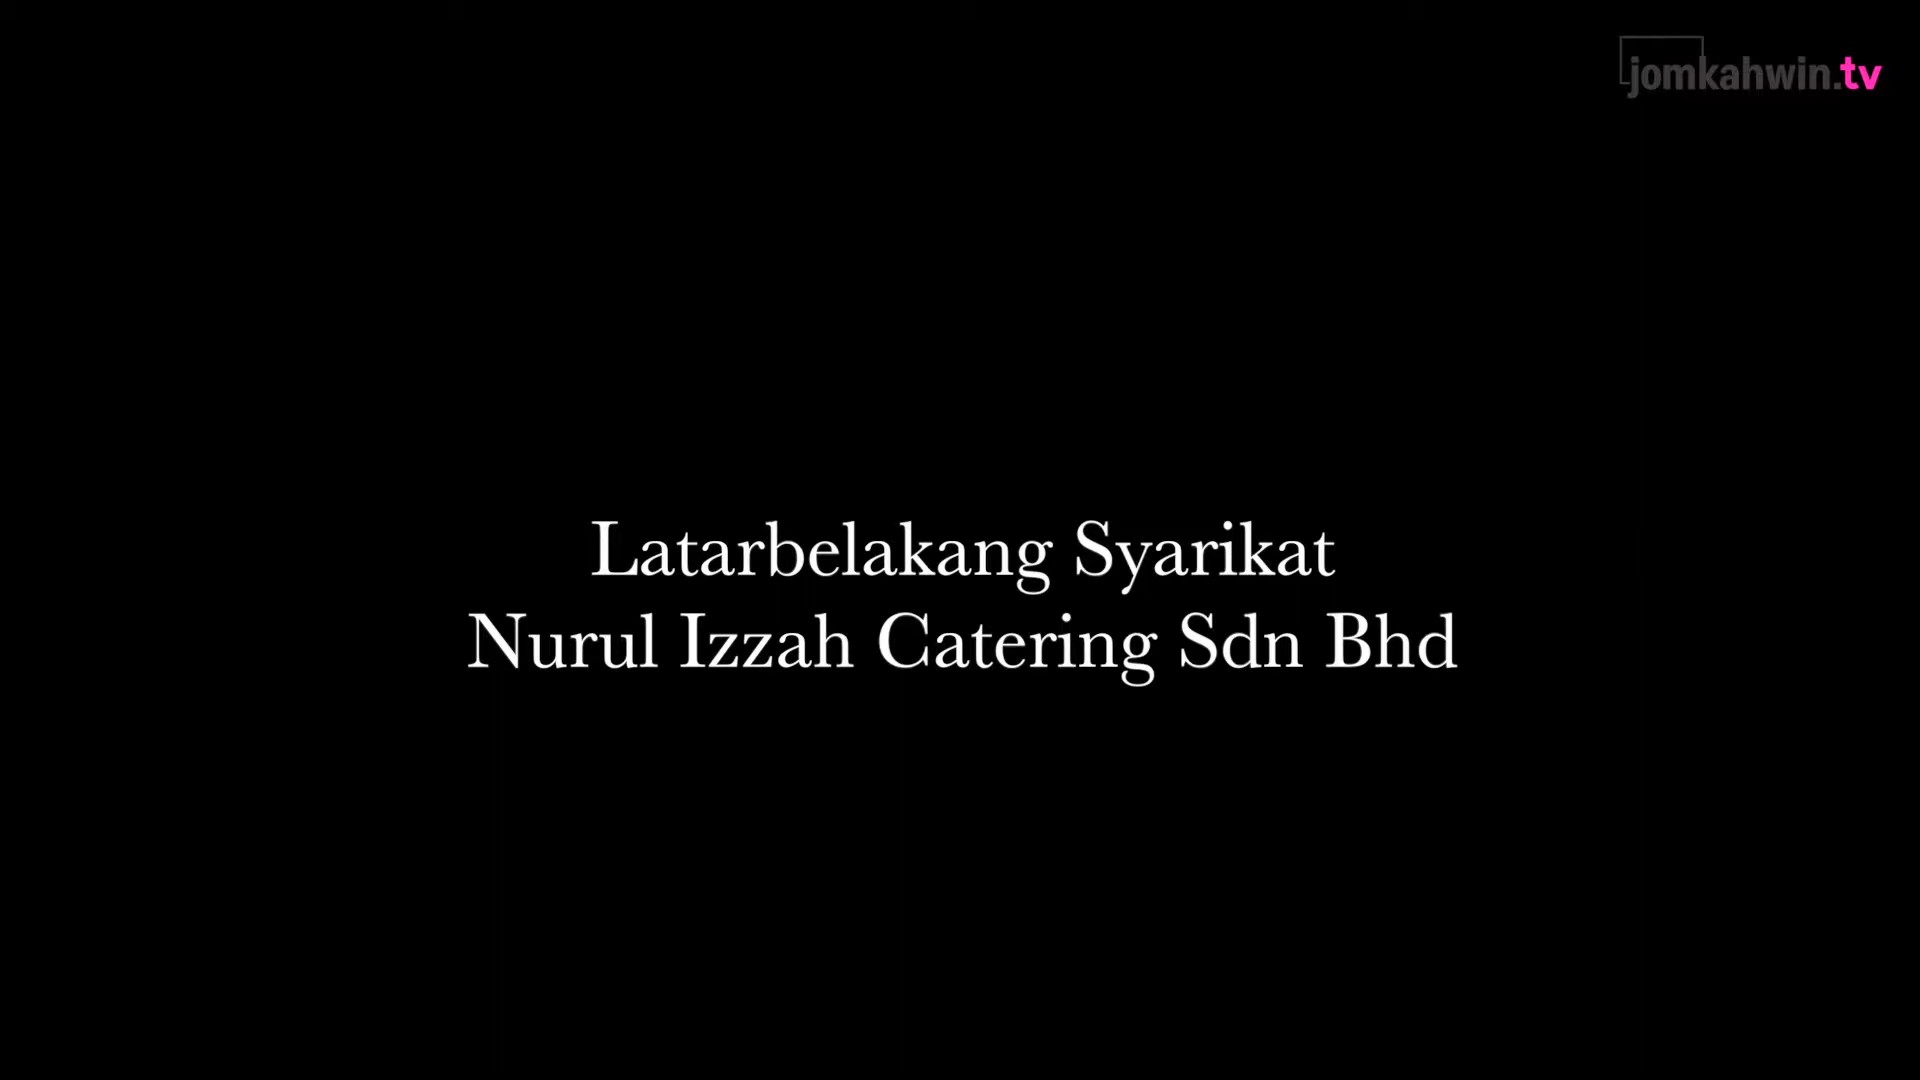 jomkahwin.tv
Latarbelakang Syarikat
Nurul Izzah Catering Sdn Bhd